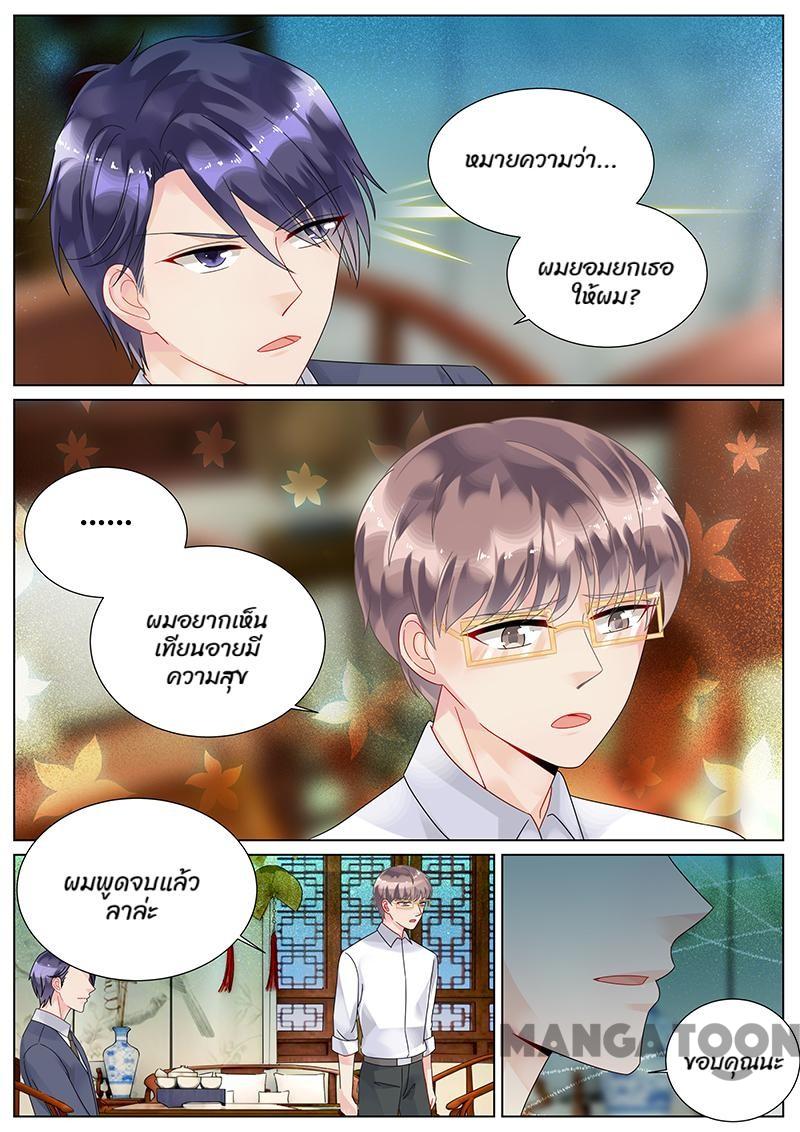 หมายความว่า...
ผมยอมยกเธอ
ให้ผม?
......
ผมอยากเห็น
เทียนอายมี
ความสุข
ผมพูดจบแล้ว
ลาล่ะ
MANGATOON
ขอบคุณนะ